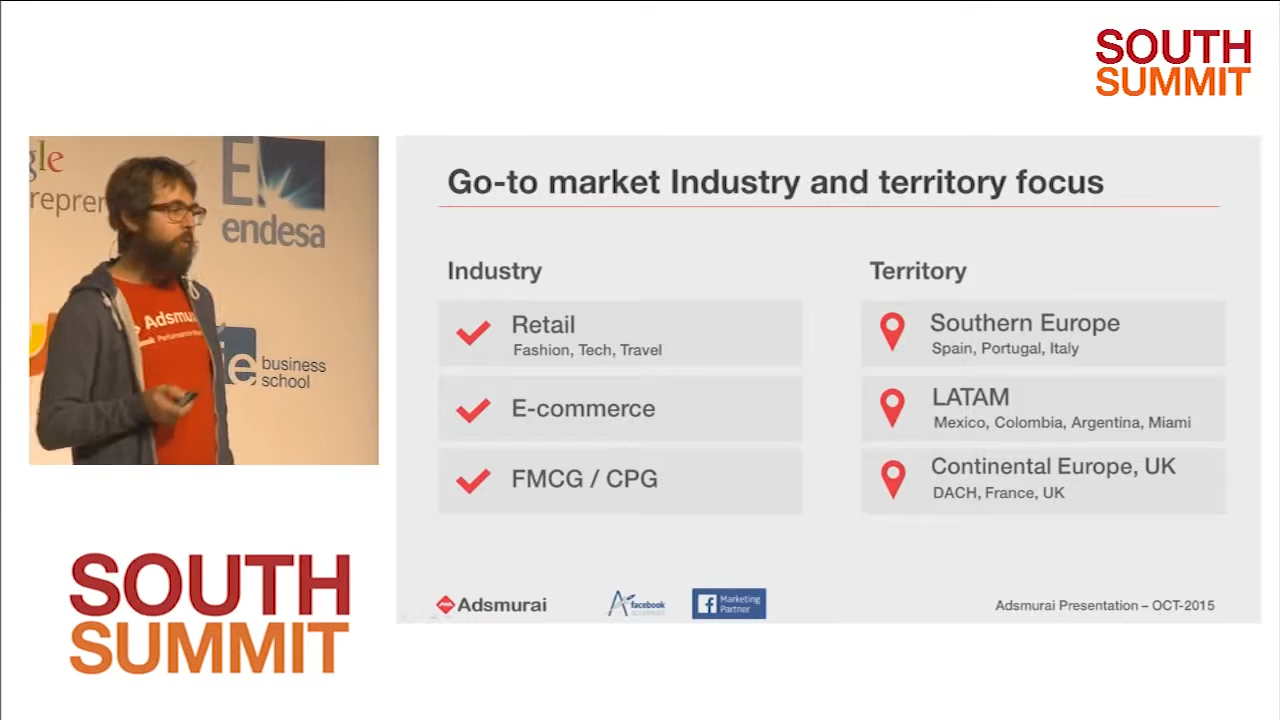 SOUTH
SUMMIT
endesa
business
school
ie
SOUTH
SUMMIT
Go-to market Industry and territory focus
Industry
Retail
Fashion, Tech, Travel
E-commerce
FMCG / CPG
Territory
Southern Europe
Spain, Portugal, Italy
LATAM
Mexico, Colombia, Argentina, Miami
Continental Europe, UK
DACH, France, UK
Adsmurai
facebook
Marketing
Partner
Adsmurai Presentation – OCT-2015